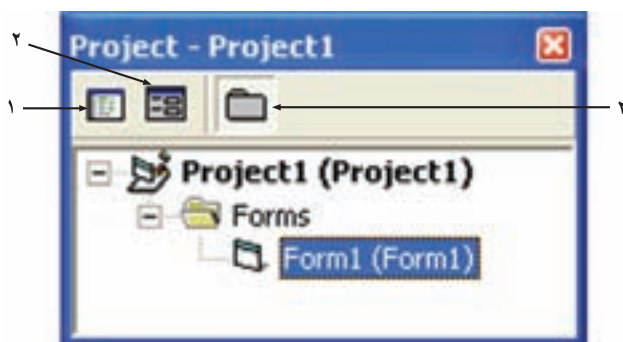 ۲
Project - Project1
۱
۳
Project1 (Project1)
Forms
Form1 (Form1)